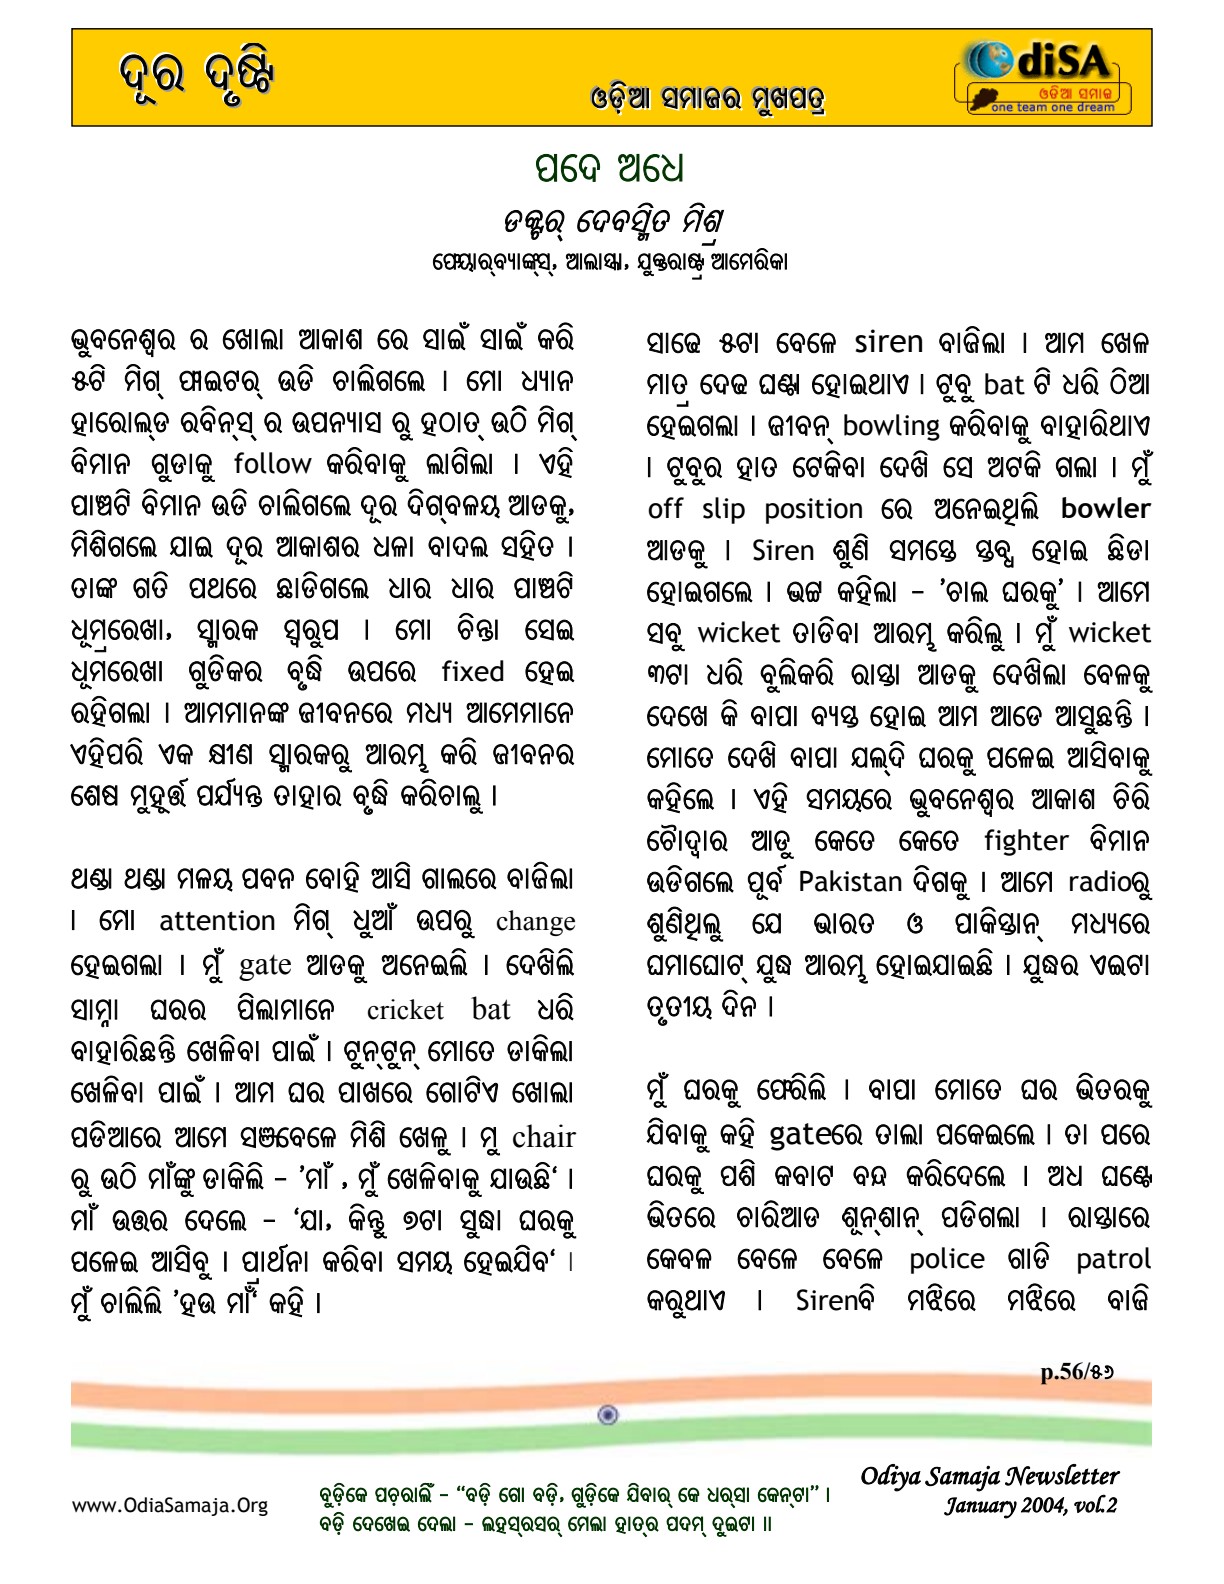 ଦୂର ଦୃଷ୍ଟି
ଓଡ଼ିଆ ସମାଜର ମୁଖପତ୍ର
OdiSA
ଓଡିଆ ସମାଜ
one team one dream
ପଦେ ଅଧେ
ଡକ୍ଟର୍ ଦେବସ୍ମିତ ମିଶ୍ର
ଫେୟାର୍‌ବ୍ୟାଙ୍କ୍‌ସ୍, ଆଲାସ୍କା, ଯୁକ୍ତରାଷ୍ଟ୍ର ଆମେରିକା
ଭୁବନେଶ୍ୱର ର ଖୋଲା ଆକାଶ ରେ ସାଇଁ ସାଇଁ କରି
୫ଟି ମିଗ୍ ଫାଇଟର୍ ଉଡି ଚାଲିଗଲେ । ମୋ ଧ୍ୟାନ
ହାରୋଲ୍‌ଡ ରବିନ୍‌ସ୍ ର ଉପନ୍ୟାସ ରୁ ହଠାତ୍ ଉଠି ମିଗ୍
ବିମାନ ଗୁଡାକୁ follow କରିବାକୁ ଲାଗିଲା । ଏହି
ପାଞ୍ଚଟି ବିମାନ ଉଡି ଚାଲିଗଲେ ଦୂର ଦିଗ୍‌ବଳୟ ଆଡକୁ,
ମିଶିଗଲେ ଯାଇ ଦୂର ଆକାଶର ଧଳା ବାଦଲ ସହିତ ।
ତାଙ୍କ ଗତି ପଥରେ ଛାଡିଗଲେ ଧାର ଧାର ପାଞ୍ଚଟି
ଧୂମ୍ରରେଖା, ସ୍ମାରକ ସ୍ୱରୁପ । ମୋ ଚିନ୍ତା ସେଇ
ଧୂମରେଖା ଗୁଡିକର ବୃଦ୍ଧି ଉପରେ fixed ହେଇ
ରହିଗଲା । ଆମମାନଙ୍କ ଜୀବନରେ ମଧ୍ୟ ଆମେମାନେ
ଏହିପରି ଏକ କ୍ଷୀଣ ସ୍ମାରକରୁ ଆରମ୍ଭ କରି ଜୀବନର
ଶେଷ ମୁହୂର୍ତ୍ତ ପର୍ଯ୍ୟନ୍ତ ତାହାର ବୃଦ୍ଧି କରିଚାଲୁ ।
ଥଣ୍ଡା ଥଣ୍ଡା ମଳୟ ପବନ ବୋହି ଆସି ଗାଲରେ ବାଜିଲା
। ମୋ attention ମିଗ୍ ଧୁଆଁ ଉପରୁ change
ହେଇଗଲା । ମୁଁ gate ଆଡକୁ ଅନେଇଲି । ଦେଖିଲି
ସାମ୍ନା ଘରର ପିଲାମାନେ cricket bat ଧରି
ବାହାରିଛନ୍ତି ଖେଳିବା ପାଇଁ । ଟୁନ୍‌ଟୁନ୍ ମୋତେ ଡାକିଲା
ଖେଳିବା ପାଇଁ । ଆମ ଘର ପାଖରେ ଗୋଟିଏ ଖୋଲା
ପଡିଆରେ ଆମେ ସଞ୍ଜବେଳେ ମିଶି ଖେଳୁ । ମୁ chair
ରୁ ଉଠି ମାଁଙ୍କୁ ଡାକିଲି – ’ମାଁ , ମୁଁ ଖେଳିବାକୁ ଯାଉଛି‘ ।
ମାଁ ଉତ୍ତର ଦେଲେ – ‘ଯା, କିନ୍ତୁ ୭ଟା ସୁଦ୍ଧା ଘରକୁ
ପଳେଇ ଆସିବୁ । ପ୍ରାର୍ଥନା କରିବା ସମୟ ହେଇଯିବ‘ ।
ମୁଁ ଚାଲିଲି ’ହଉ ମାଁ‘ କହି ।
ସାଢେ ୫ଟା ବେଳେ siren ବାଜିଲା । ଆମ ଖେଳ
ମାତ୍ର ଦେଢ ଘଣ୍ଟା ହୋଇଥାଏ । ଟୁବୁ bat ଟି ଧରି ଠିଆ
ହେଇଗଲା । ଜୀବନ୍ bowling କରିବାକୁ ବାହାରିଥାଏ
। ଟୁବୁର ହାତ ଟେକିବା ଦେଖି ସେ ଅଟକି ଗଲା । ମୁଁ
off slip position ରେ ଅନେଇଥିଲି bowler
ଆଡକୁ । Siren ଶୁଣି ସମସ୍ତେ ସ୍ତବ୍ଧ ହୋଇ ଛିଡା
ହୋଇଗଲେ । ଭଟ୍ଟ କହିଲା – ’ଚାଲ ଘରକୁ’ । ଆମେ
ସବୁ wicket ତାଡିବା ଆରମ୍ଭ କରିଲୁ । ମୁଁ wicket
୩ଟା ଧରି ବୁଲିକରି ରାସ୍ତା ଆଡକୁ ଦେଖିଲା ବେଳକୁ
ଦେଖେ କି ବାପା ବ୍ୟସ୍ତ ହୋଇ ଆମ ଆଡେ ଆସୁଛନ୍ତି ।
ମୋତେ ଦେଖି ବାପା ଯଲ୍‌ଦି ଘରକୁ ପଳେଇ ଆସିବାକୁ
କହିଲେ । ଏହି ସମୟରେ ଭୁବନେଶ୍ୱର ଆକାଶ ଚିରି
ଚୌଦ୍ୱାର ଆଡୁ କେତେ କେତେ fighter ବିମାନ
ଉଡିଗଲେ ପୂର୍ବ Pakistan ଦିଗକୁ । ଆମେ radioରୁ
ଶୁଣିଥିଲୁ ଯେ ଭାରତ ଓ ପାକିସ୍ତାନ୍ ମଧ୍ୟରେ
ଘମାଘୋଟ୍ ଯୁଦ୍ଧ ଆରମ୍ଭ ହୋଇଯାଇଛି । ଯୁଦ୍ଧର ଏଇଟା
ତୃତୀୟ ଦିନ ।
ମୁଁ ଘରକୁ ଫେରିଲି । ବାପା ମୋତେ ଘର ଭିତରକୁ
ଯିବାକୁ କହି gateରେ ତାଲା ପକେଇଲେ । ତା ପରେ
ଘରକୁ ପଶି କବାଟ ବନ୍ଦ କରିଦେଲେ । ଅଧ ଘଣ୍ଟେ
ଭିତରେ ଚାରିଆଡ ଶୂନ୍‌ଶାନ୍ ପଡିଗଲା । ରାସ୍ତାରେ
କେବଳ ବେଳେ ବେଳେ police ଗାଡି patrol
କରୁଥାଏ । Sirenବି ମଝିରେ ମଝିରେ ବାଜି
p.56/୫୬
www.OdiaSamaja.Org
ବୁଡ଼ିକେ ପଚ଼ରାଲିଁ – “ବଡ଼ି ଗୋ ବଡ଼ି, ଗୁଡ଼ିକେ ଯିବାର୍ କେ ଧର୍‌ସା କେନ୍‌ଟା” ।
ବଡ଼ି ଦେଖେଇ ଦେଲା – ଲହସ୍‌ରସର୍ ମେଲା ହାତ୍‌ର ପଦମ୍ ଦୁଇଟା ॥
Odiya Samaja Newsletter
January 2004, vol.2